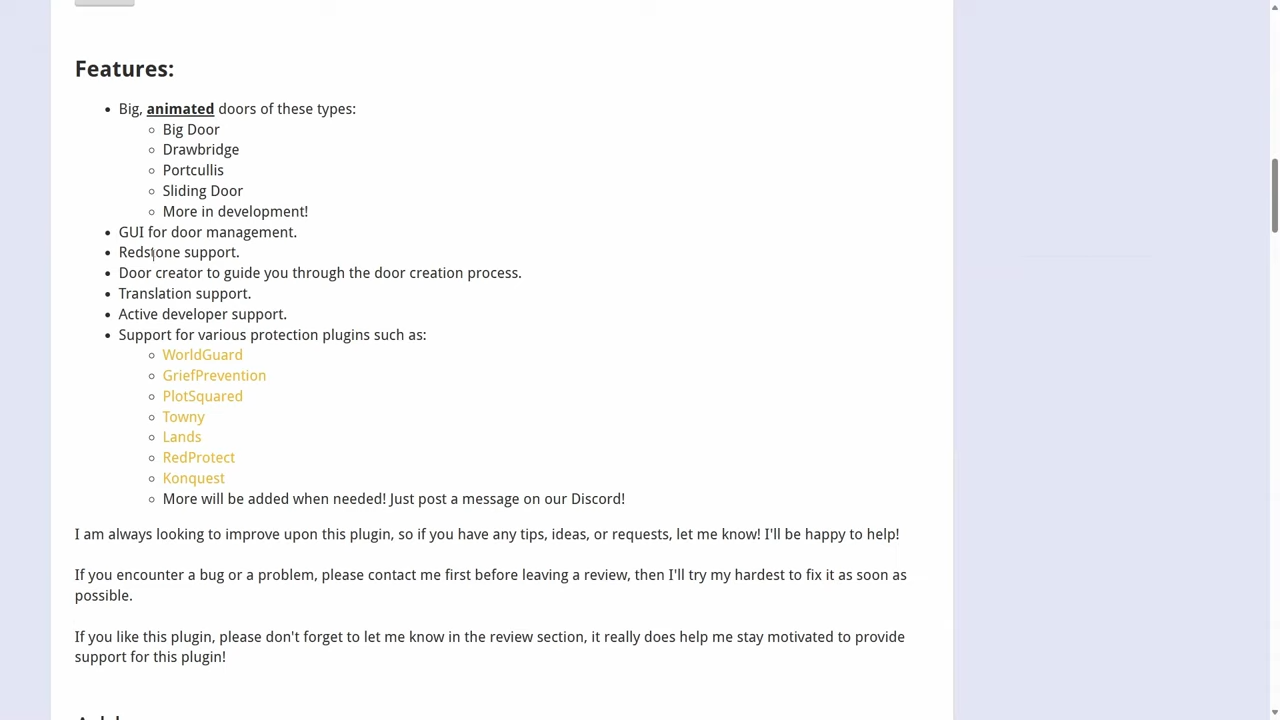 Features:
Big, animated doors of these types:
Big Door
Drawbridge
Portcullis
Sliding Door
More in development!
GUI for door management.
Redstone support.
Door creator to guide you through the door creation process.
Translation support.
Active developer support.
Support for various protection plugins such as:
WorldGuard
GriefPrevention
PlotSquared
Towny
Lands
RedProtect
Konquest
More will be added when needed! Just post a message on our Discord!
I am always looking to improve upon this plugin, so if you have any tips, ideas, or requests, let me know! I'll be happy to help!
If you encounter a bug or a problem, please contact me first before leaving a review, then I'll try my hardest to fix it as soon as
possible.
If you like this plugin, please don't forget to let me know in the review section, it really does help me stay motivated to provide
support for this plugin!